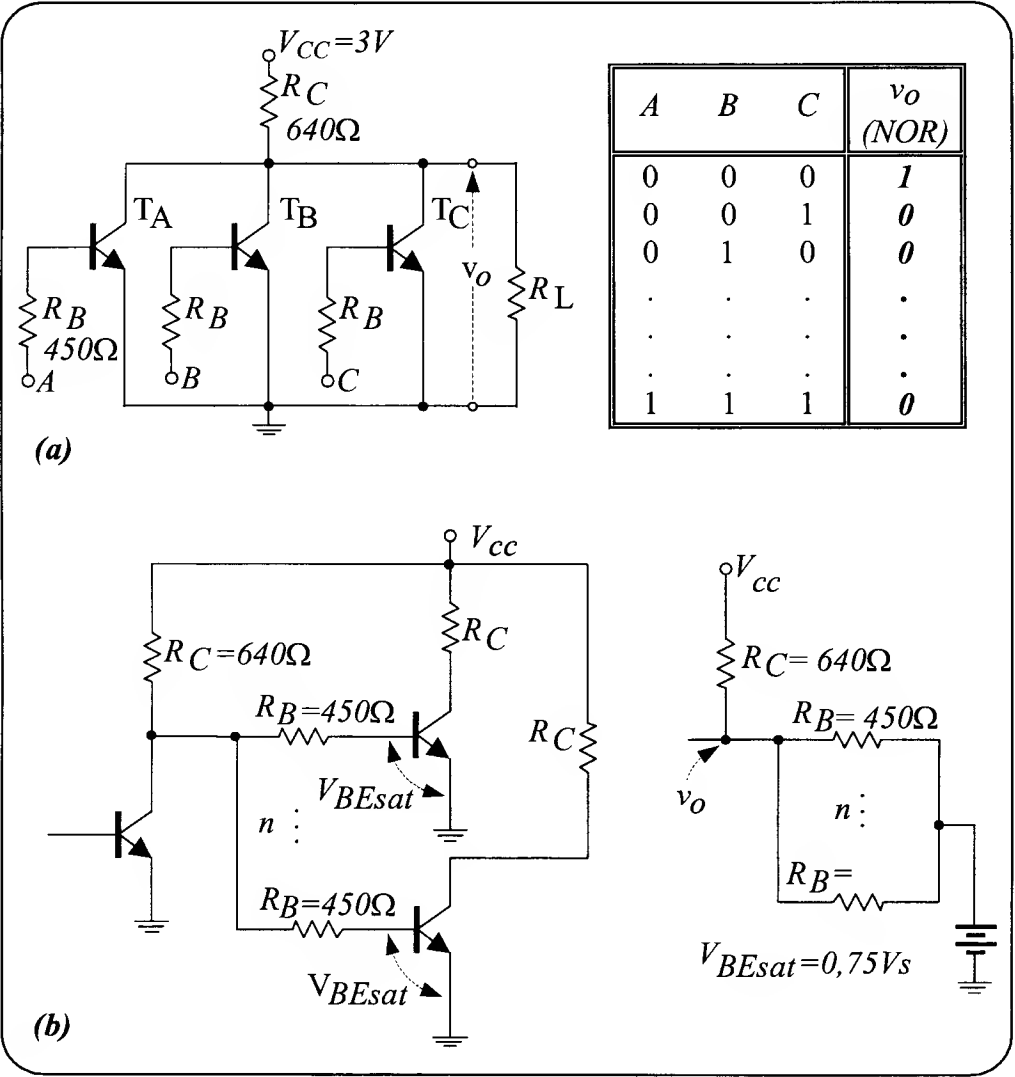 V_CC=3V
R_C
640Ω
T_A
T_B
T_C
v_o
R_L
R_B
450Ω
R_B
R_B
A
B
C
(a)
A B C v_O (NOR)
0 0 0 1
0 0 1 0
0 1 0 0
. . . .
. . . .
. . . .
1 1 1 0
V_cc
R_C=640Ω
R_C
R_B=450Ω
R_C
V_BEsat
n ⋮
R_B=450Ω
V_BEsat
(b)
V_cc
R_C= 640Ω
R_B= 450Ω
v_O
n ⋮
R_B=
V_BEsat=0,75Vs